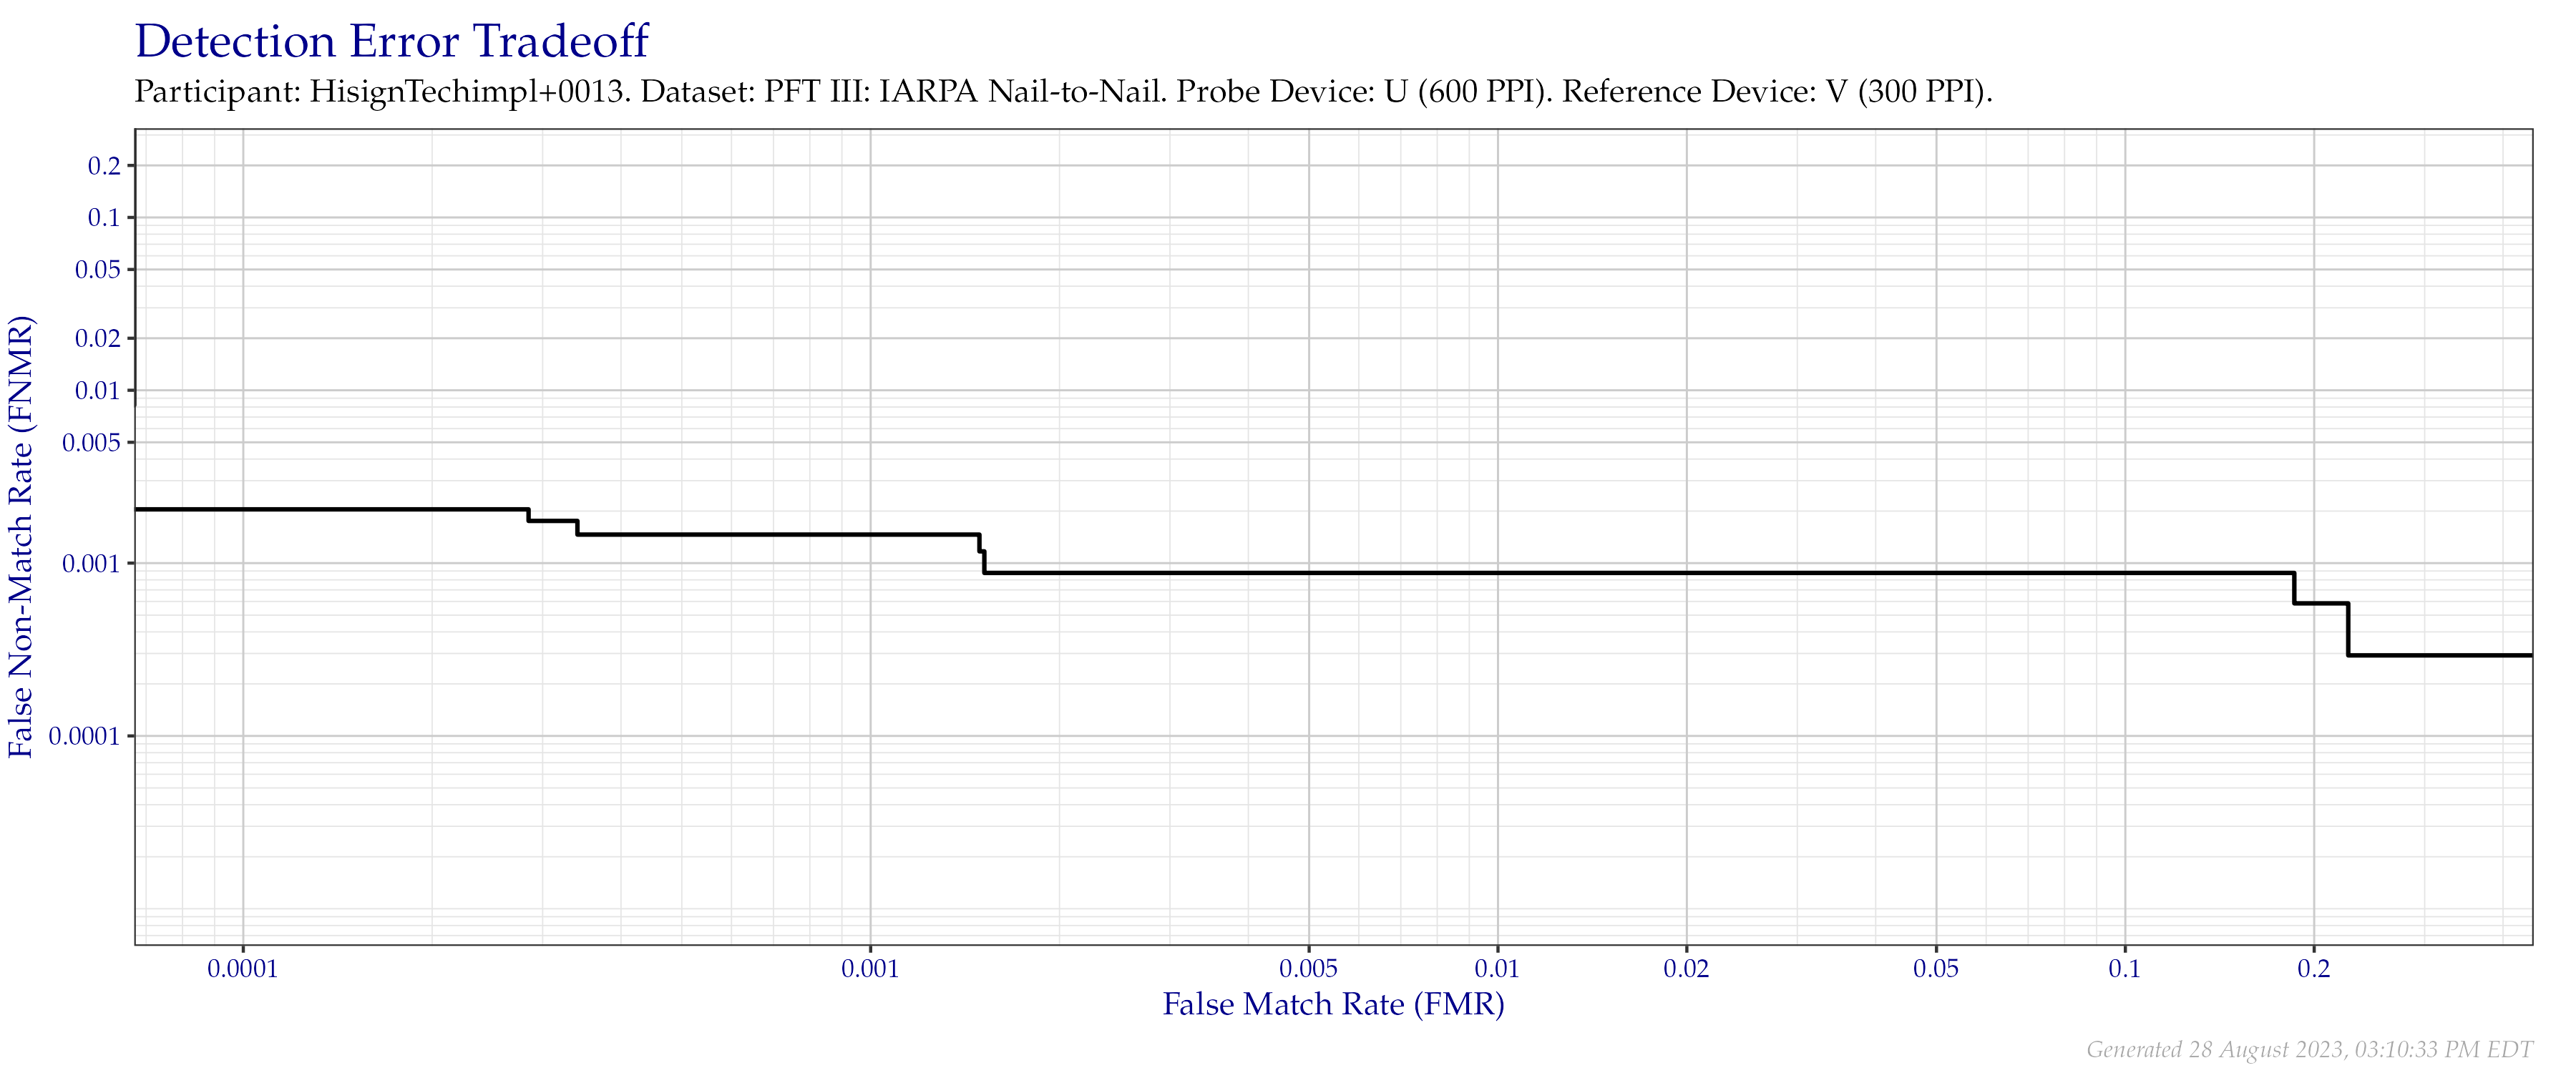 Detection Error Tradeoff
Participant: HisignTechimpl+0013. Dataset: PFT III: IARPA Nail-to-Nail. Probe Device: U (600 PPI). Reference Device: V (300 PPI).
False Non-Match Rate (FNMR)
0.2
0.1
0.05
0.02
0.01
0.005
0.001
0.0001
0.0001 0.001 0.005 0.01 0.02 0.05 0.1 0.2
False Match Rate (FMR)
Generated 28 August 2023, 03:10:33 PM EDT